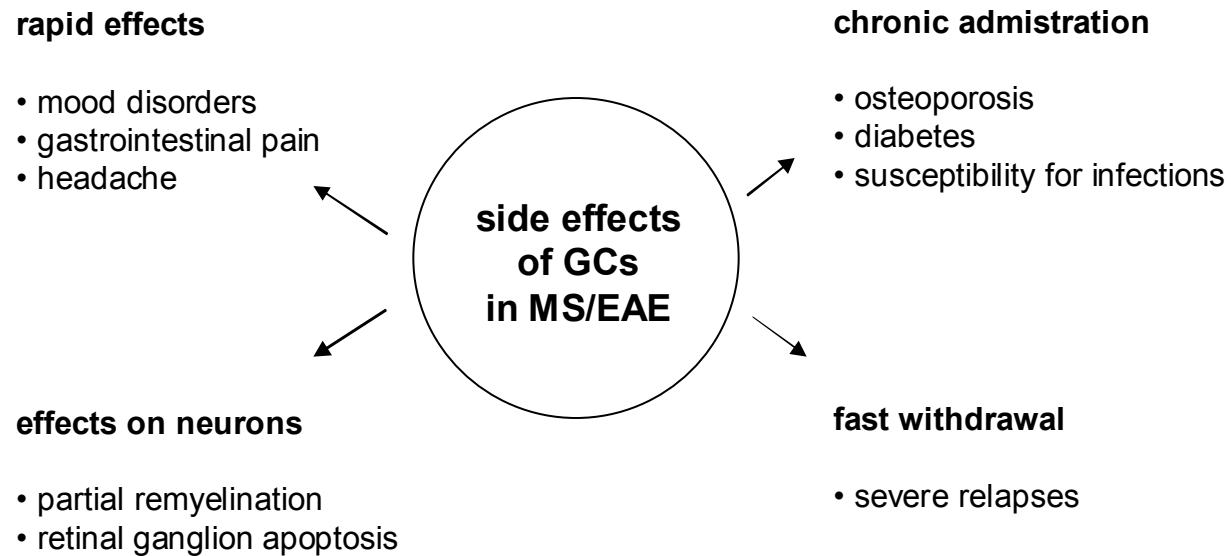 rapid effects
• mood disorders
• gastrointestinal pain
• headache
chronic admistration
• osteoporosis
• diabetes
• susceptibility for infections
side effects
of GCs
in MS/EAE
effects on neurons
• partial remyelination
• retinal ganglion apoptosis
fast withdrawal
• severe relapses